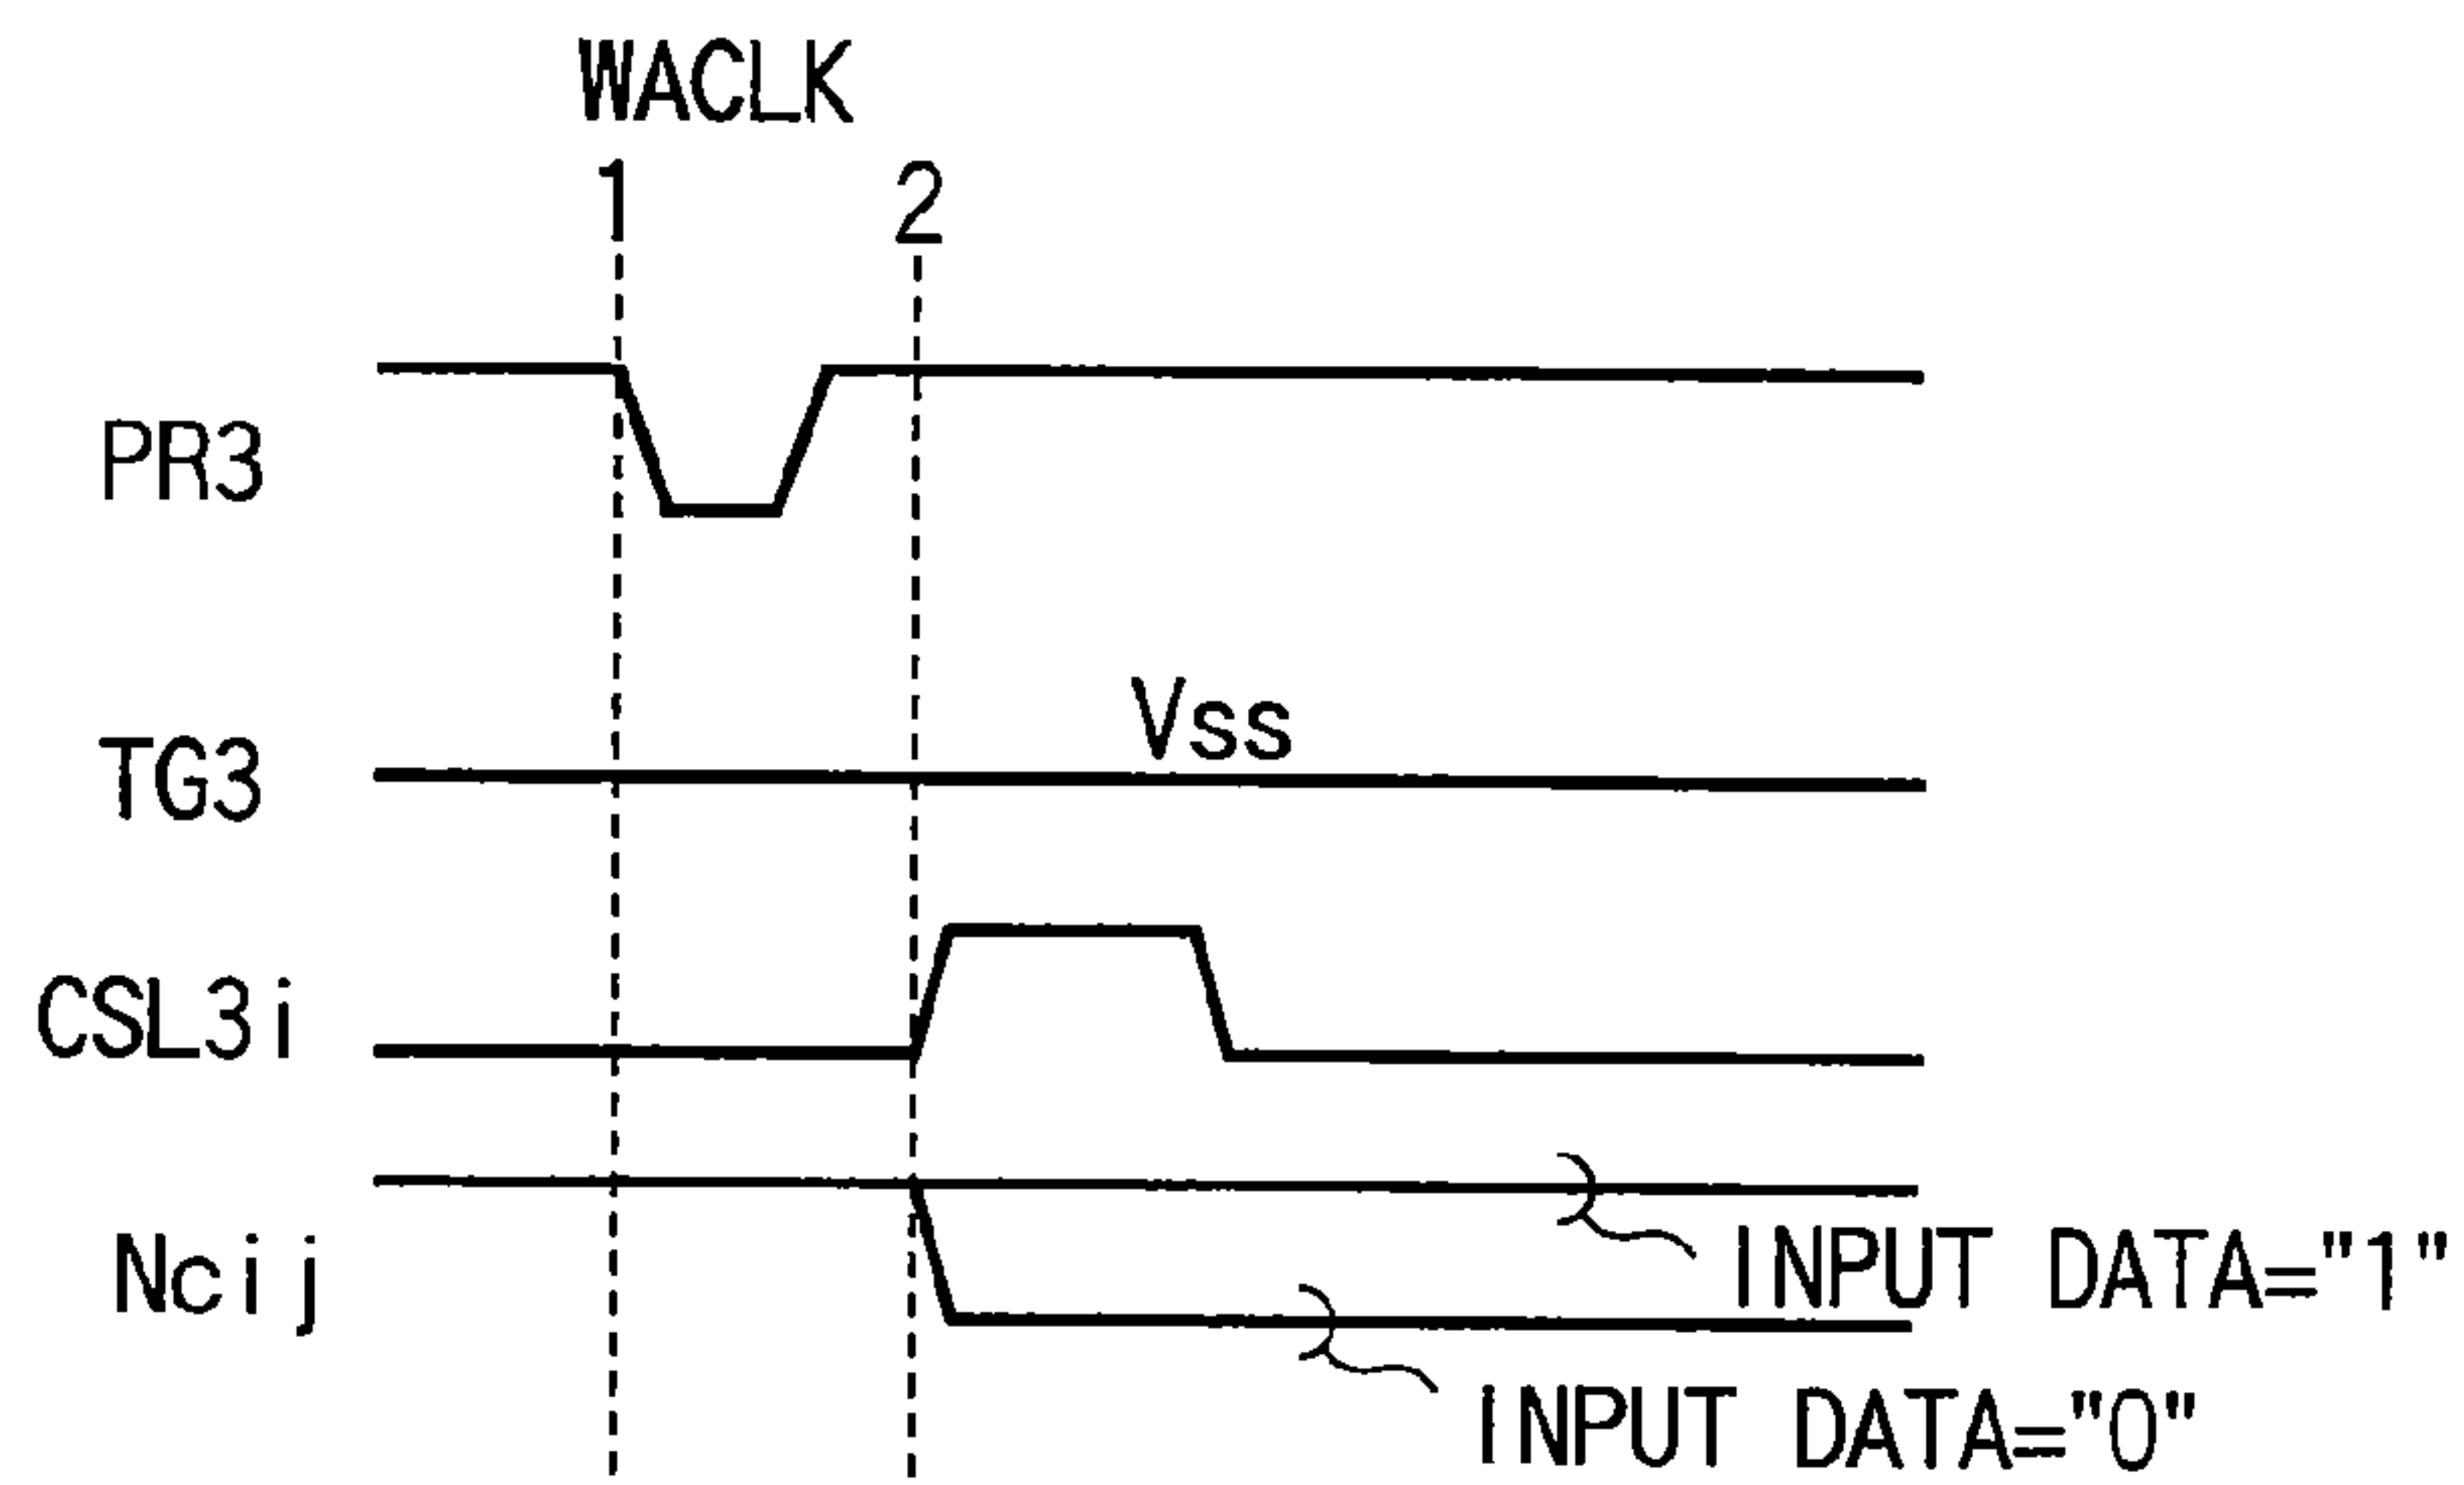 WACLK
1 2
PR3
Vss
TG3
CSL3i
Ncij
INPUT DATA="1"
INPUT DATA="0"